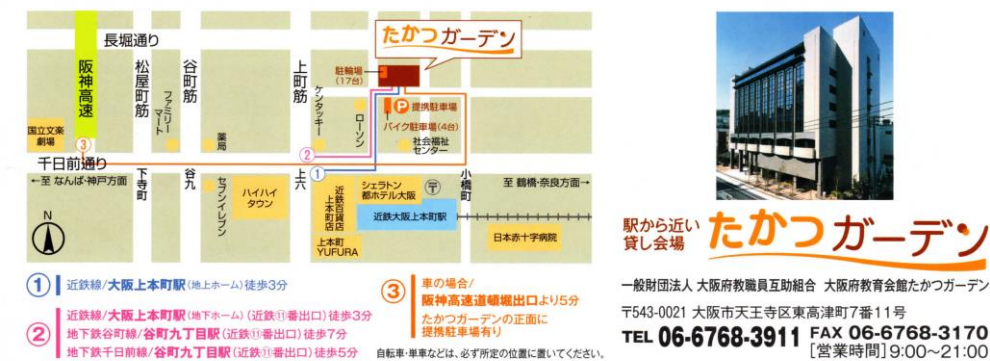 長堀通り
阪神高速
松屋町筋
谷町筋
上町筋
たかつガーデン
駐輪場
(17台)
P 提携駐車場
バイク駐車場(4台)
社会福祉
センター
ケンタッキー
ローソン
ファミリー
マート
薬局
国立文楽
劇場
3
2
1
千日前通り
←至 なんば・神戸方面
下寺町
谷九
セブンイレブン
ハイハイ
タウン
上六
近鉄百貨店
上本町店
シェラトン
都ホテル大阪
〒
小橋町
至 鶴橋・奈良方面→
近鉄大阪上本町駅
上本町
YUFURA
日本赤十字病院
N
1 近鉄線/大阪上本町駅(地上ホーム)徒歩3分
2 近鉄線/大阪上本町駅(地下ホーム)(近鉄⑪番出口)徒歩3分
地下鉄谷町線/谷町九丁目駅(近鉄⑪番出口)徒歩7分
地下鉄千日前線/谷町九丁目駅(近鉄⑪番出口)徒歩5分
3 車の場合/
阪神高速道頓堀出口より5分
たかつガーデンの正面に
提携駐車場有り
自転車・単車などは、必ず所定の位置に置いてください。
駅から近い
貸し会場
たかつガーデン
一般財団法人 大阪府教職員互助組合 大阪府教育会館たかつガーデン
〒543-0021 大阪市天王寺区東高津町7番11号
TEL 06-6768-3911 FAX 06-6768-3170
[営業時間]9:00~21:00